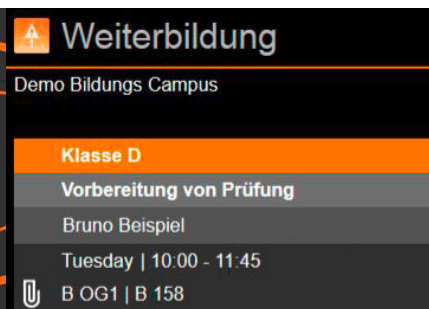 Weiterbildung
Demo Bildungs Campus
Klasse D
Vorbereitung von Prüfung
Bruno Beispiel
Tuesday | 10:00 - 11:45
B OG1 | B 158